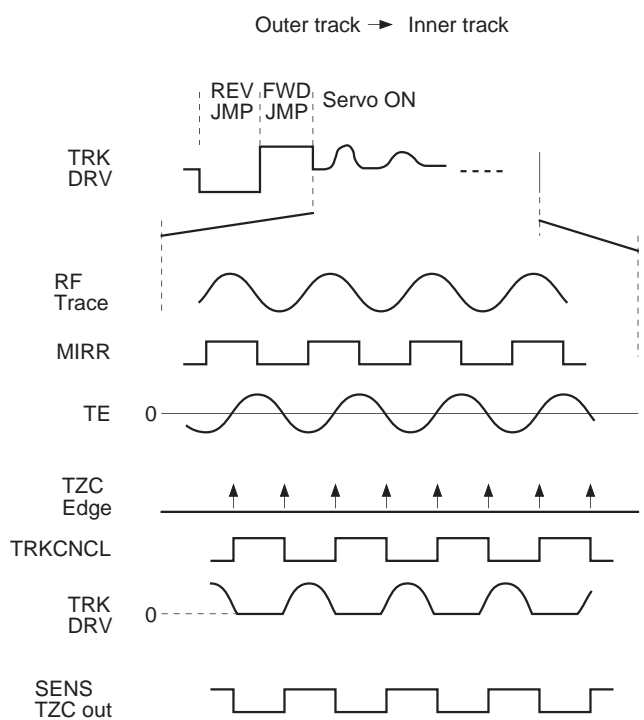 Outer track → Inner track
REV JMP
FWD JMP
Servo ON
TRK DRV
RF Trace
MIRR
TE
0
TZC Edge
TRKCNCL
TRK DRV
0
SENS TZC out